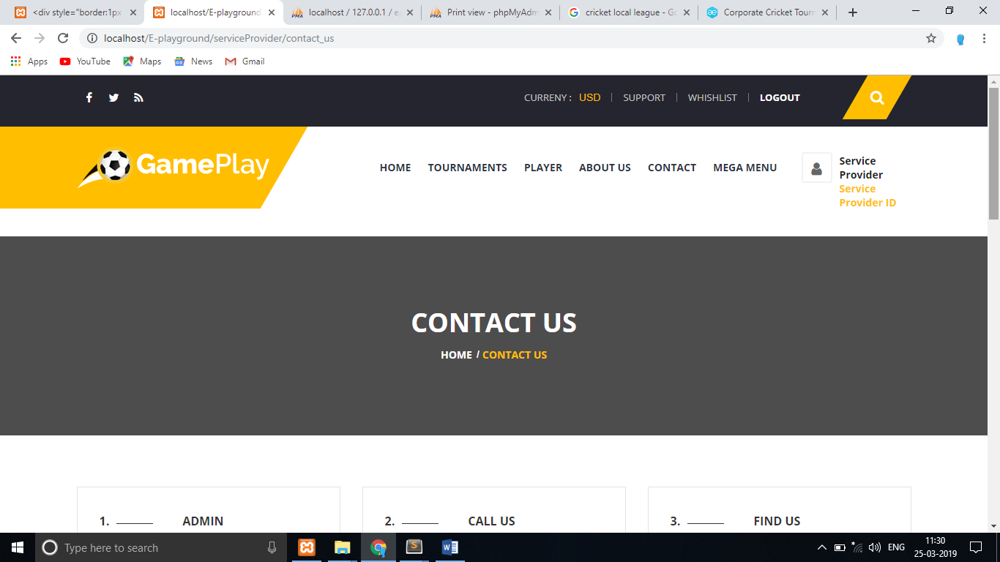 <div style="border:1px
localhost/E-playground
localhost / 127.0.0.1 / ep
Print view - phpMyAdm
cricket local league - Go
Corporate Cricket Tourn
localhost/E-playground/serviceProvider/contact_us
Apps YouTube Maps News Gmail
CURRENY : USD SUPPORT WHISHLIST LOGOUT
GamePlay
HOME TOURNAMENTS PLAYER ABOUT US CONTACT MEGA MENU
Service
Provider
Service
Provider ID
CONTACT US
HOME / CONTACT US
1. ADMIN
2. CALL US
3. FIND US
Type here to search
ENG
11:30
25-03-2019